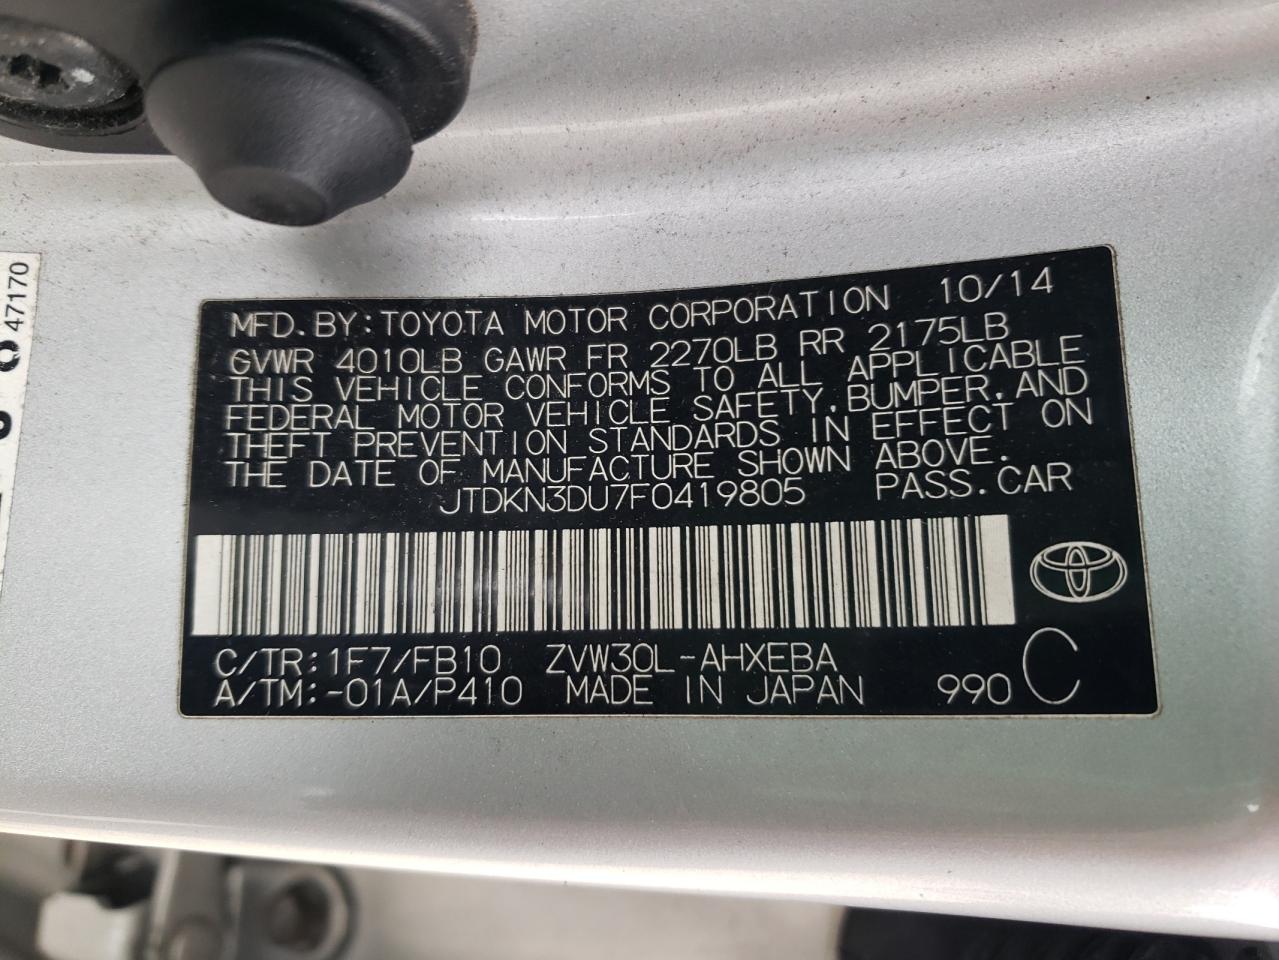 MFD.BY:TOYOTA MOTOR CORPORATION 10/14
GVWR 4010LB GAWR FR 2270LB RR 2175LB
THIS VEHICLE CONFORMS TO ALL APPLICABLE
FEDERAL MOTOR VEHICLE SAFETY,BUMPER,AND
THEFT PREVENTION STANDARDS IN EFFECT ON
THE DATE OF MANUFACTURE SHOWN ABOVE.
JTDKN3DU7F0419805 PASS.CAR
C/TR:1F7/FB10 ZVW30L-AHXEBA
A/TM:-01A/P410 MADE IN JAPAN 990 C
47170